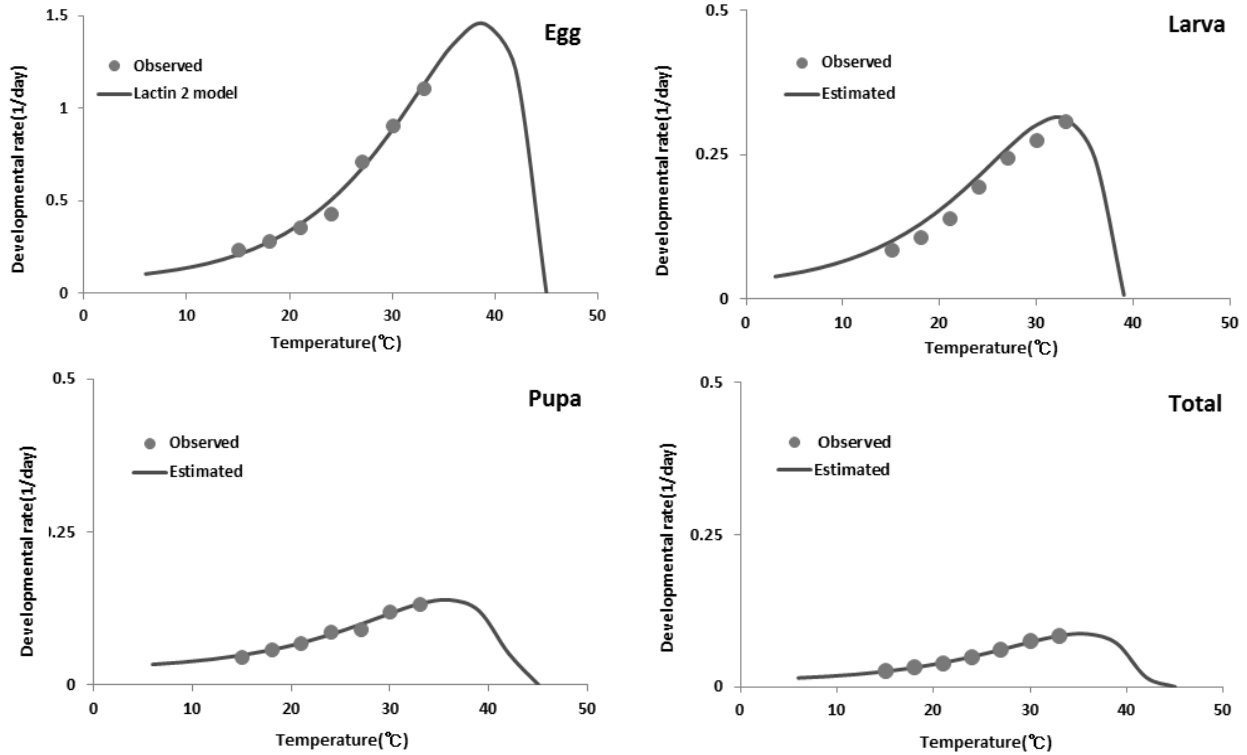 Egg
Developmental rate(1/day)
1.5
1
0.5
0
Observed
Lactin 2 model
0
10
20
30
40
50
Temperature(℃)
Larva
Developmental rate(1/day)
0.5
0.25
0
Observed
Estimated
0
10
20
30
40
50
Temperature(℃)
Pupa
Developmental rate(1/day)
0.5
0.25
0
Observed
Estimated
0
10
20
30
40
50
Temperature(℃)
Total
Developmental rate(1/day)
0.5
0.25
0
Observed
Estimated
0
10
20
30
40
50
Temperature(℃)